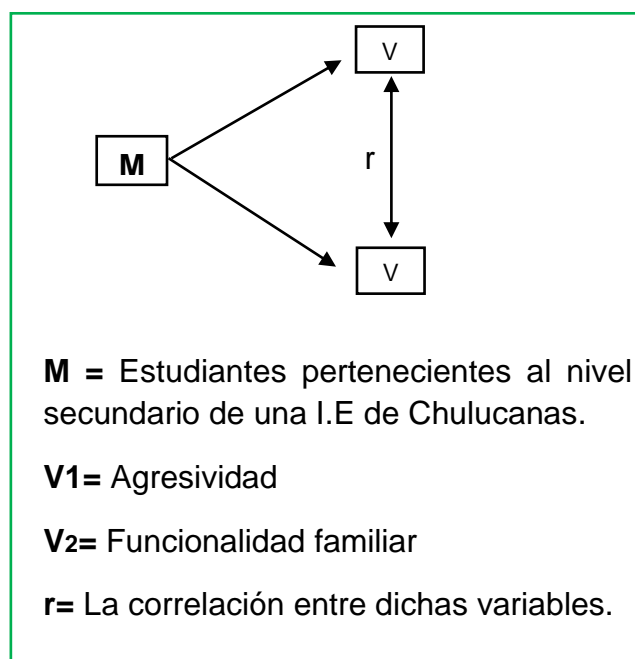 V
M
r
V
M = Estudiantes pertenecientes al nivel
secundario de una I.E de Chulucanas.
V1= Agresividad
V2= Funcionalidad familiar
r= La correlación entre dichas variables.